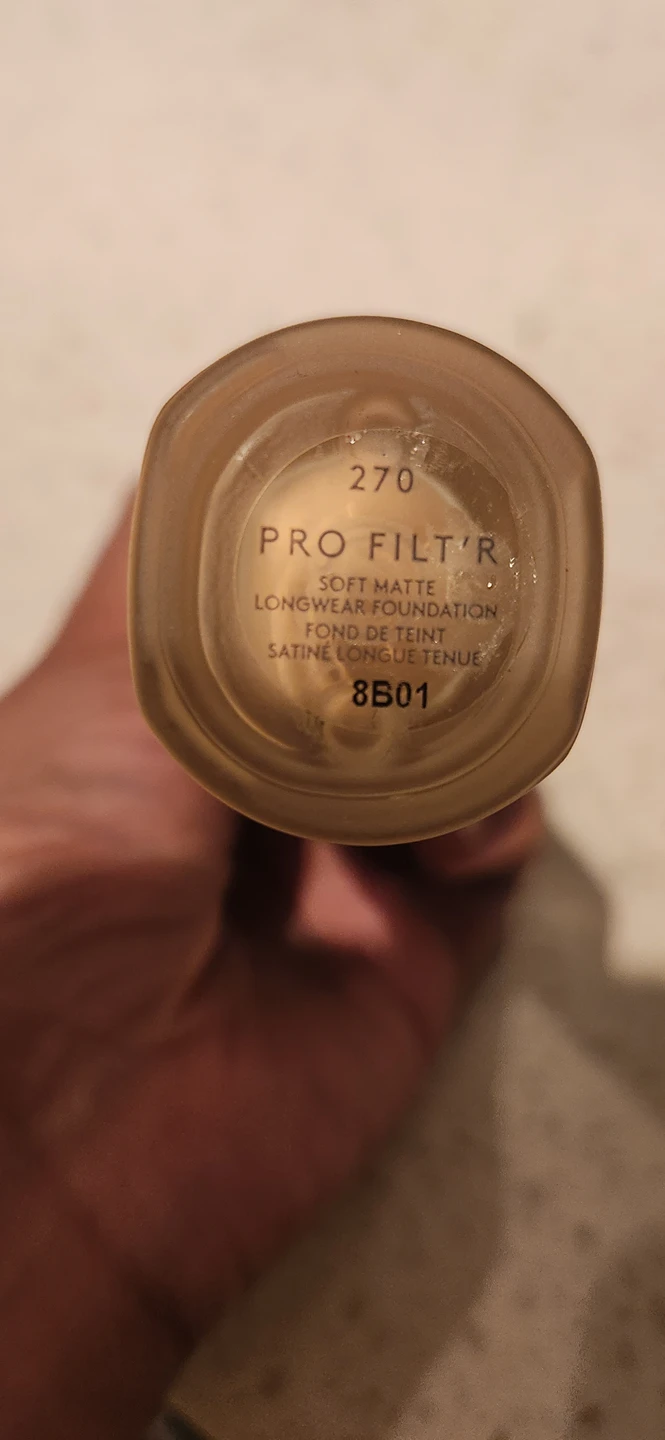 270
PRO FILT'R
SOFT MATTE
LONGWEAR FOUNDATION
FOND DE TEINT
SATINÉ LONGUE TENUE
8B01